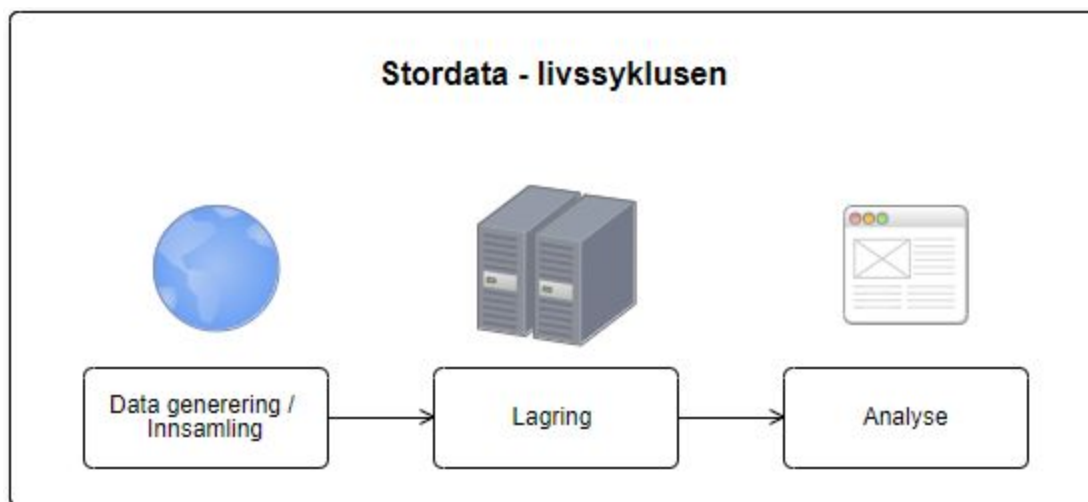 Stordata - livssyklusen
Data generering /
Innsamling
Lagring
Analyse